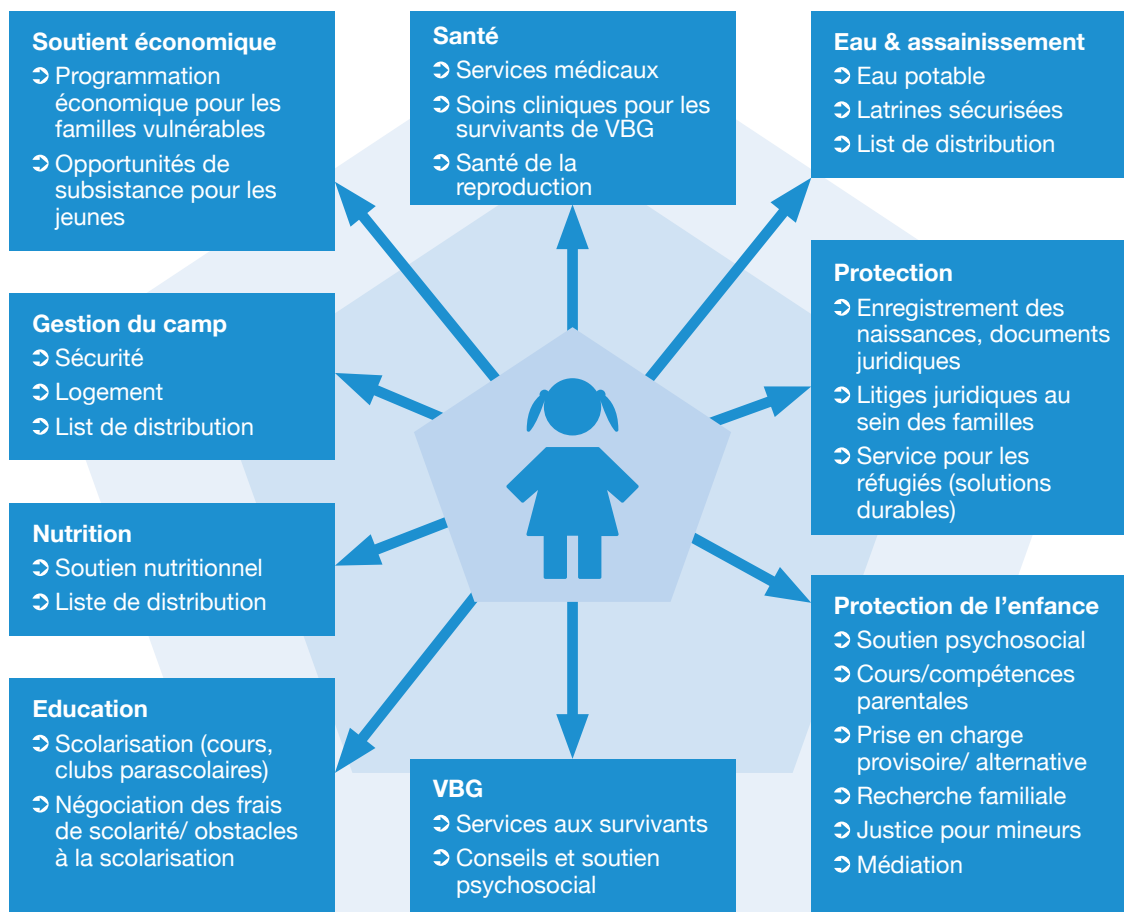 Soutient économique
➲ Programmation
économique pour les
familles vulnérables
➲ Opportunités de
subsistance pour les
jeunes
Santé
➲ Services médicaux
➲ Soins cliniques pour les
survivants de VBG
➲ Santé de la
reproduction
Eau & assainissement
➲ Eau potable
➲ Latrines sécurisées
➲ List de distribution
Gestion du camp
➲ Sécurité
➲ Logement
➲ List de distribution
Protection
➲ Enregistrement des
naissances, documents
juridiques
➲ Litiges juridiques au
sein des familles
➲ Service pour les
réfugiés (solutions
durables)
Nutrition
➲ Soutien nutritionnel
➲ Liste de distribution
Protection de l’enfance
➲ Soutien psychosocial
➲ Cours/compétences
parentales
➲ Prise en charge
provisoire/ alternative
➲ Recherche familiale
➲ Justice pour mineurs
➲ Médiation
Education
➲ Scolarisation (cours,
clubs parascolaires)
➲ Négociation des frais
de scolarité/ obstacles
à la scolarisation
VBG
➲ Services aux survivants
➲ Conseils et soutien
psychosocial